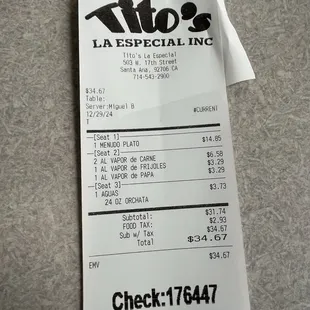 Tito's
LA ESPECIAL INC
Tito's La Especial
503 W. 17th Street
Santa Ana, 92706 CA
714-543-2900
$34.67
Table:
Server:Miguel B #CURRENT
12/29/24
T
[Seat 1]
1 MENUDO PLATO $14.85
[Seat 2]
2 AL VAPOR de CARNE $6.58
1 AL VAPOR de FRIJOLES $3.29
1 AL VAPOR de PAPA $3.29
[Seat 3]
1 AGUAS $3.73
24 OZ ORCHATA
Subtotal: $31.74
FOOD TAX: $2.93
Sub w/ Tax $34.67
Total $34.67
EMV $34.67
Check:176447